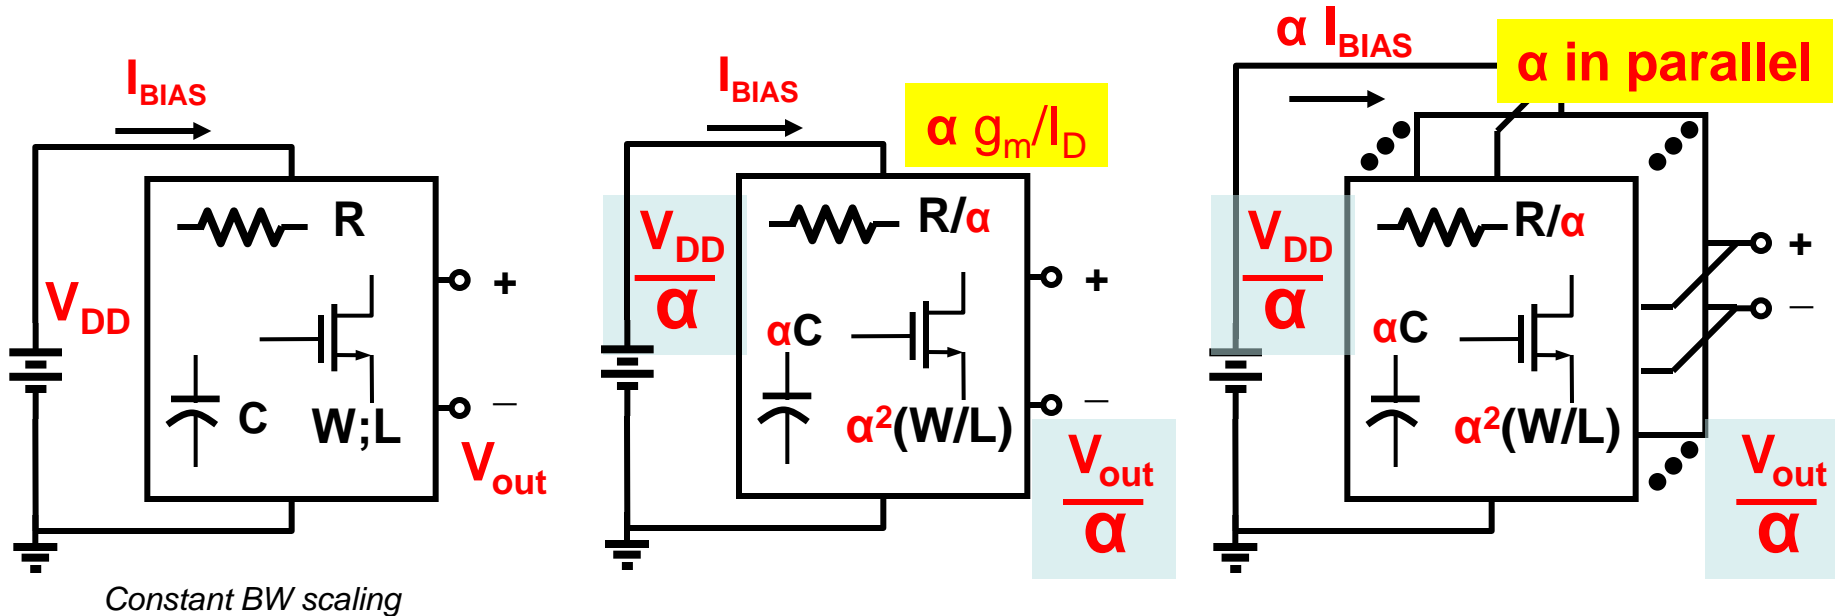 I_BIAS
R
V_DD
C
W;L
+
–
V_out
Constant BW scaling
I_BIAS
α g_m/I_D
V_DD
α
R/α
αC
α²(W/L)
+
–
V_out
α
α I_BIAS
α in parallel
V_DD
α
R/α
αC
α²(W/L)
+
–
V_out
α